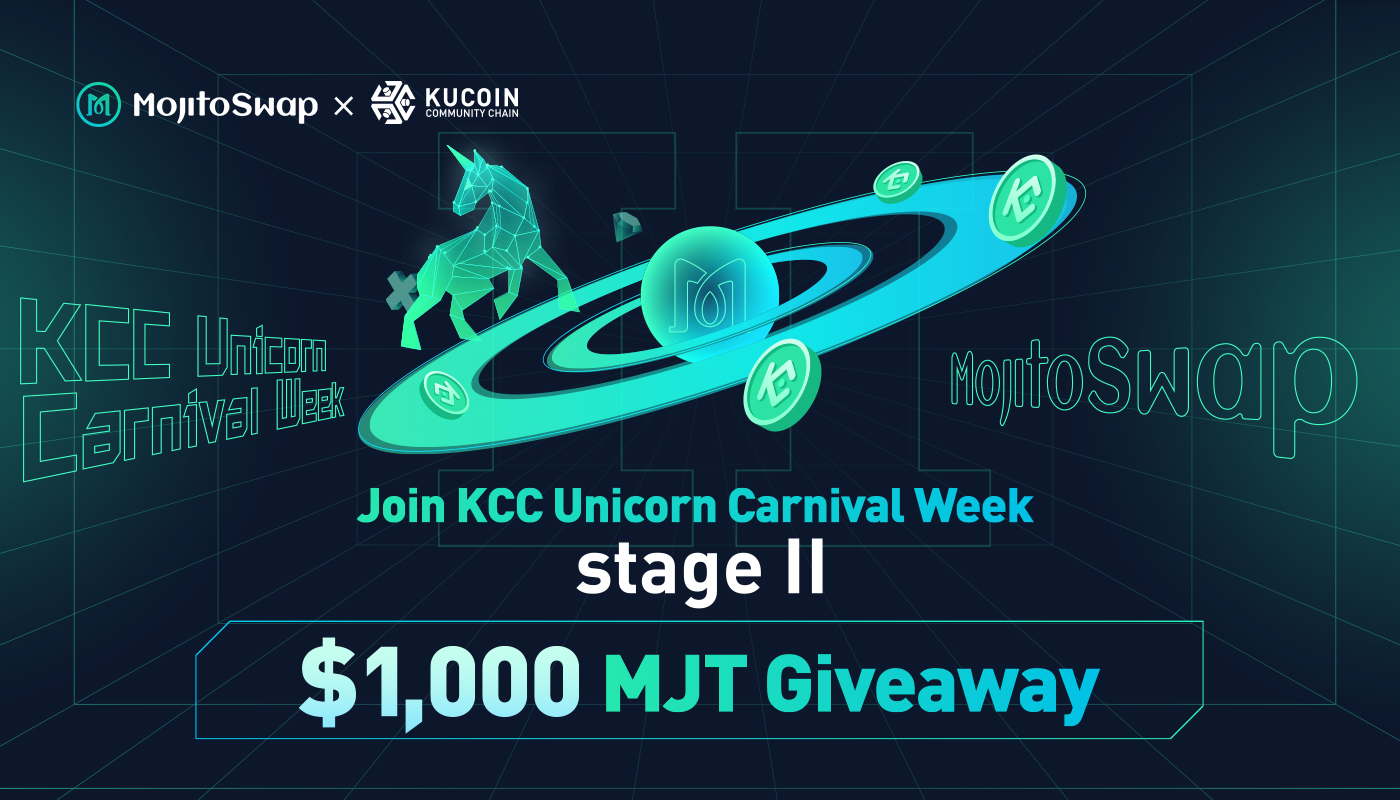 MojitoSwap × KUCOIN
COMMUNITY CHAIN
KCC Unicorn
Carnival Week
MojitoSwap
Join KCC Unicorn Carnival Week
stage II
$1,000 MJT Giveaway